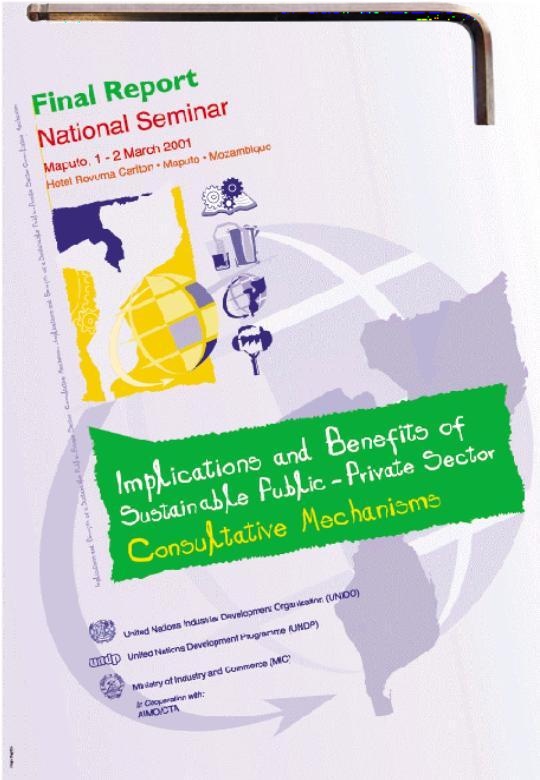 Final Report
National Seminar
Maputo, 1 - 2 March 2001
Hotel Rovuma Carlton • Maputo • Mozambique
Implications and Benefits of
Sustainable Public - Private Sector
Consultative Mechanisms
United Nations Industrial Development Organization (UNIDO)
undp United Nations Development Programme (UNDP)
Ministry of Industry and Commerce (MIC)
In Cooperation with:
AIMO/CTA